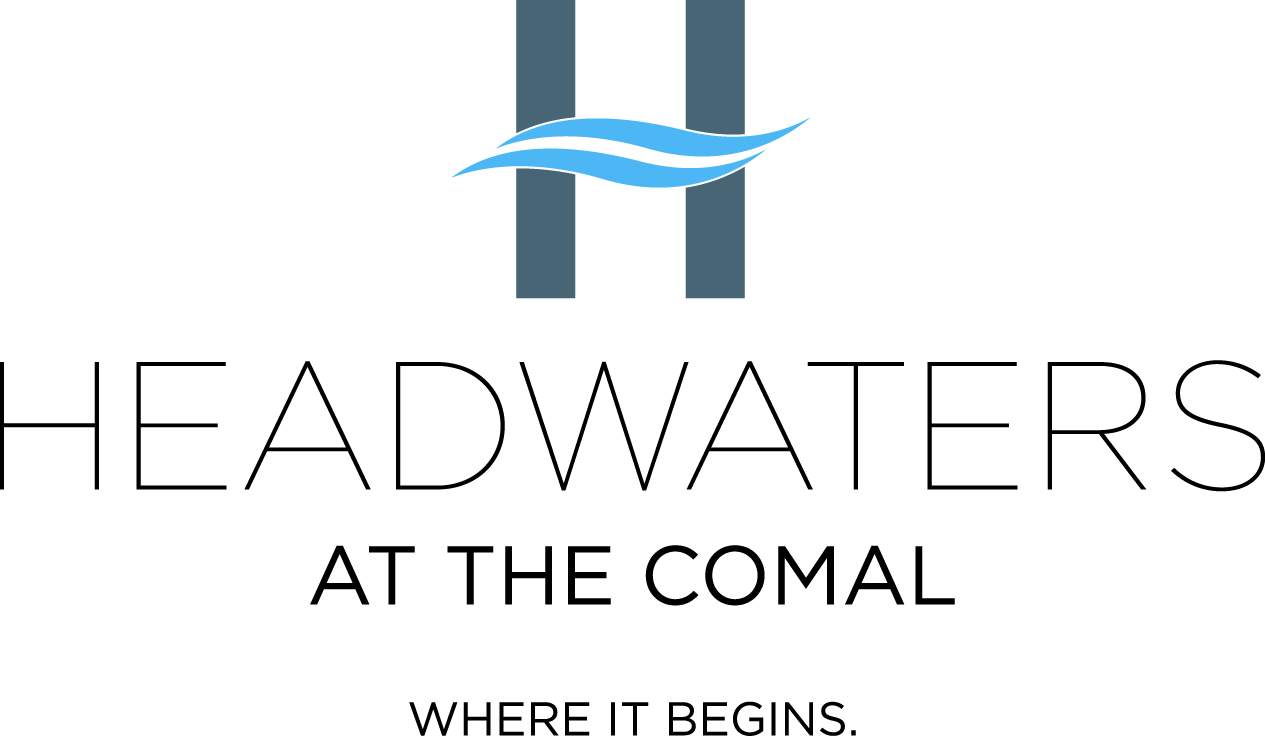 H
HEADWATERS
AT THE COMAL
WHERE IT BEGINS.